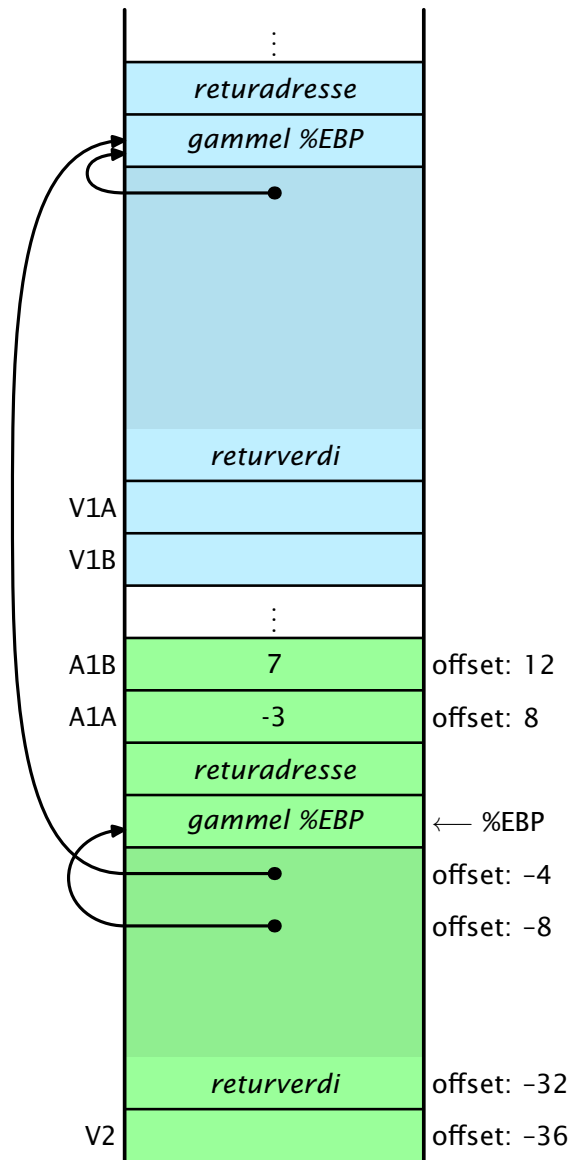 ⋮
returadresse
gammel %EBP
returverdi
V1A
V1B
⋮
A1B 7 offset: 12
A1A -3 offset: 8
returadresse
gammel %EBP ← %EBP
offset: –4
offset: –8
returverdi offset: –32
V2 offset: –36